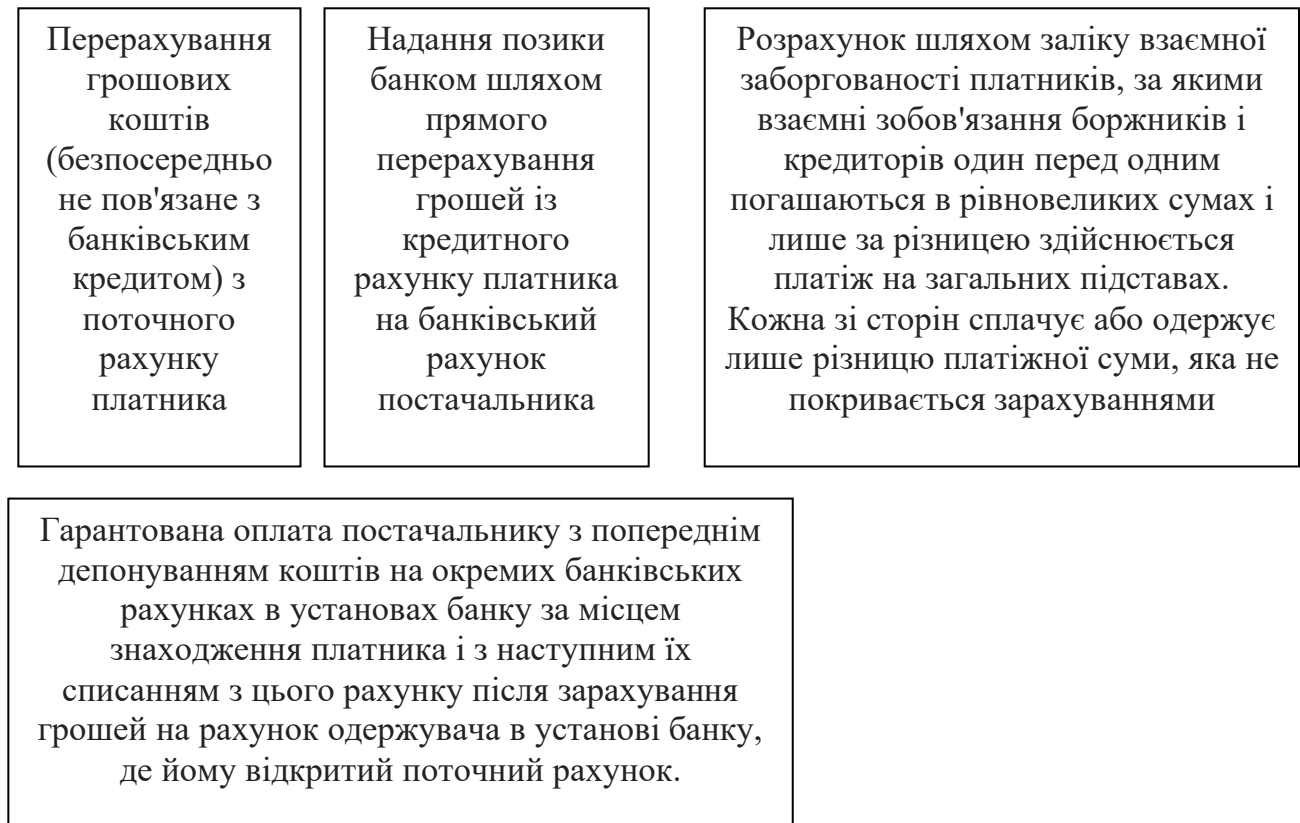 Перерахування
грошових
коштів
(безпосередньо
не пов'язане з
банківським
кредитом) з
поточного
рахунку
платника
Надання позики
банком шляхом
прямого
перерахування
грошей із
кредитного
рахунку платника
на банківський
рахунок
постачальника
Розрахунок шляхом заліку взаємної
заборгованості платників, за якими
взаємні зобов'язання боржників і
кредиторів один перед одним
погашаються в рівновеликих сумах і
лише за різницею здійснюється
платіж на загальних підставах.
Кожна зі сторін сплачує або одержує
лише різницю платіжної суми, яка не
покривається зарахуваннями
Гарантована оплата постачальнику з попереднім
депонуванням коштів на окремих банківських
рахунках в установах банку за місцем
знаходження платника і з наступним їх
списанням з цього рахунку після зарахування
грошей на рахунок одержувача в установі банку,
де йому відкритий поточний рахунок.